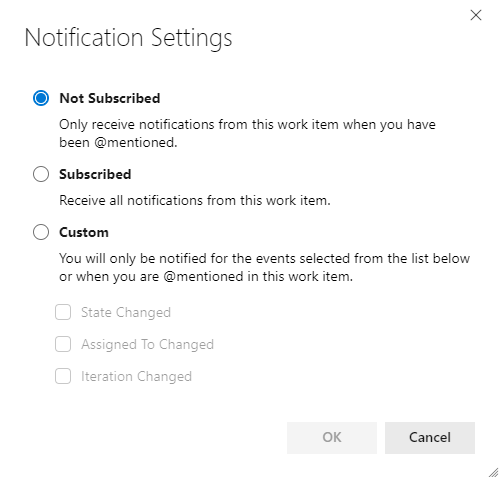 Notification Settings
Not Subscribed
Only receive notifications from this work item when you have
been @mentioned.
Subscribed
Receive all notifications from this work item.
Custom
You will only be notified for the events selected from the list below
or when you are @mentioned in this work item.
State Changed
Assigned To Changed
Iteration Changed
OK
Cancel